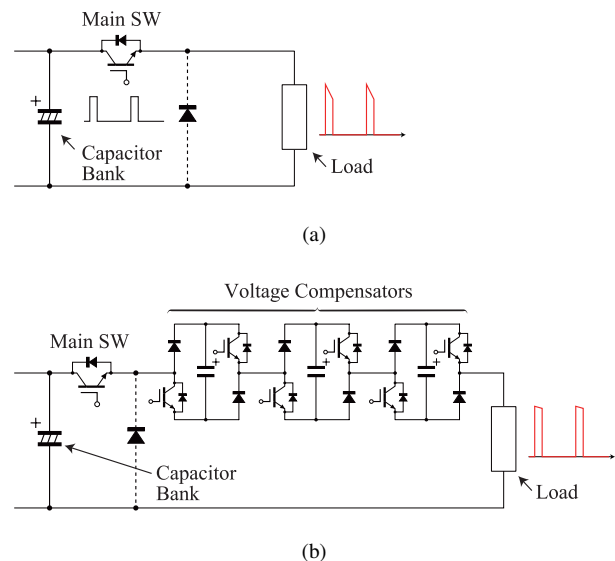 Main SW
+
Capacitor
Bank
Load
(a)
Voltage Compensators
Main SW
+ + +
+
Capacitor
Bank
Load
(b)